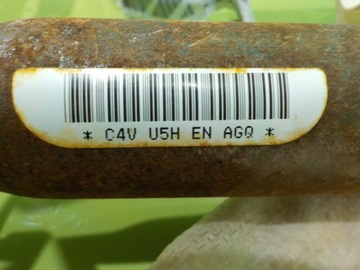 * C4V U5H EN AGQ *